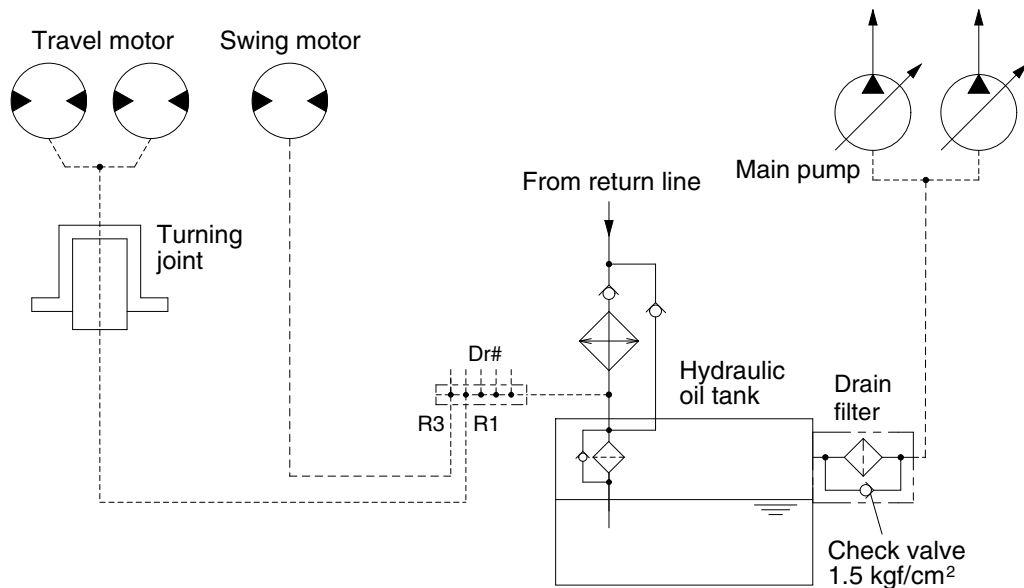 Travel motor
Swing motor
Main pump
From return line
Turning
joint
Dr#
R3
R1
Hydraulic
oil tank
Drain
filter
Check valve
1.5 kgf/cm²